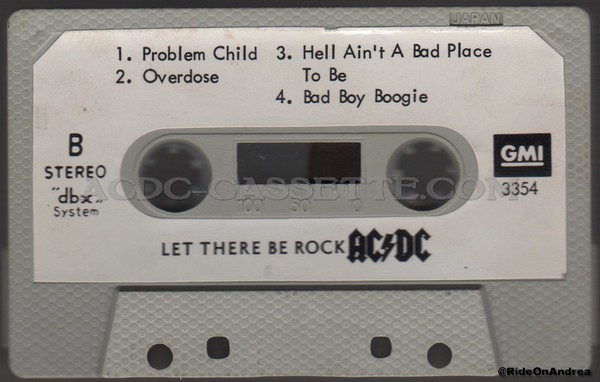 JAPAN
1. Problem Child
2. Overdose
3. Hell Ain't A Bad Place
To Be
4. Bad Boy Boogie
B
STEREO
"dbx"
System
GMI
3354
ACDC-CASSETTE.COM
100 50 0
LET THERE BE ROCK AC/DC
@RideOnAndrea